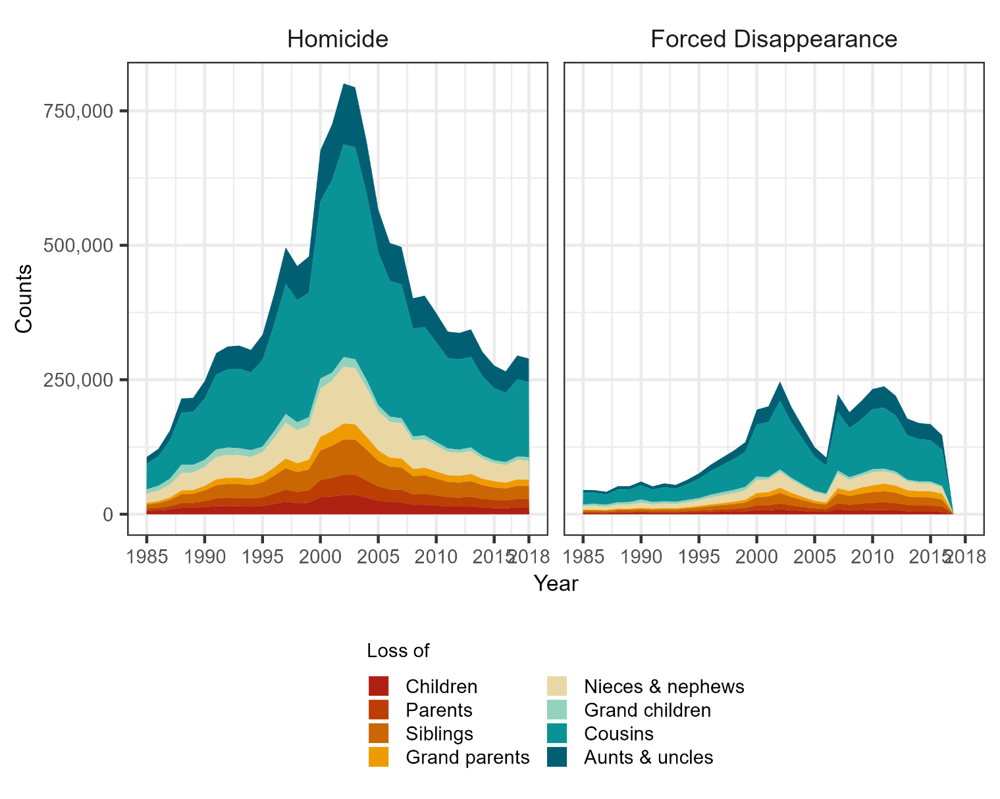 Homicide
Forced Disappearance
750,000
500,000
250,000
0
Counts
1985 1990 1995 2000 2005 2010 2015 2018
1985 1990 1995 2000 2005 2010 2015 2018
Year
Loss of
Children
Parents
Siblings
Grand parents
Nieces & nephews
Grand children
Cousins
Aunts & uncles